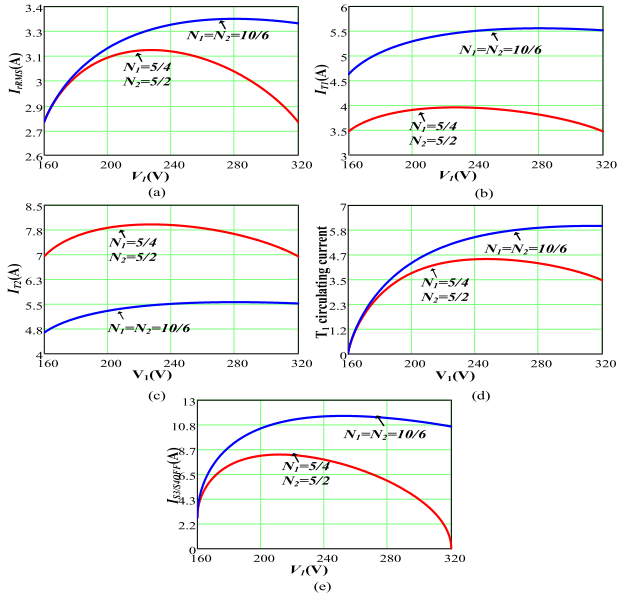 3.4
3.3
3.1
3
2.9
2.7
2.6
I_rRMS(A)
N₁=N₂=10/6
N₁=5/4
N₂=5/2
160 200 240 280 320
V₁(V)
(a)
6
5.5
5
4.5
4
3.5
3
I_T1(A)
N₁=N₂=10/6
N₁=5/4
N₂=5/2
160 200 240 280 320
V₁(V)
(b)
8.5
7.8
7
6.3
5.5
4.8
4
I_T2(A)
N₁=5/4
N₂=5/2
N₁=N₂=10/6
160 200 240 280 320
V₁(V)
(c)
7
5.8
4.7
3.5
2.3
1.2
0
T₁ circulating current
N₁=N₂=10/6
N₁=5/4
N₂=5/2
160 200 240 280 320
V₁(V)
(d)
13
10.8
8.7
6.5
4.3
2.2
0
I_S3/S4OFF(A)
N₁=N₂=10/6
N₁=5/4
N₂=5/2
160 200 240 280 320
V₁(V)
(e)